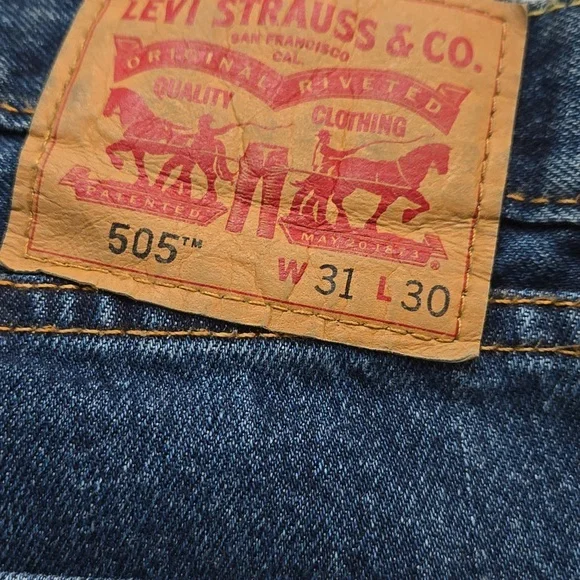 LEVI STRAUSS & CO.
SAN FRANCISCO
CAL.
ORIGINAL RIVETED
QUALITY CLOTHING
PATENTED MAY 20 1873 ®
505™ W 31 L 30